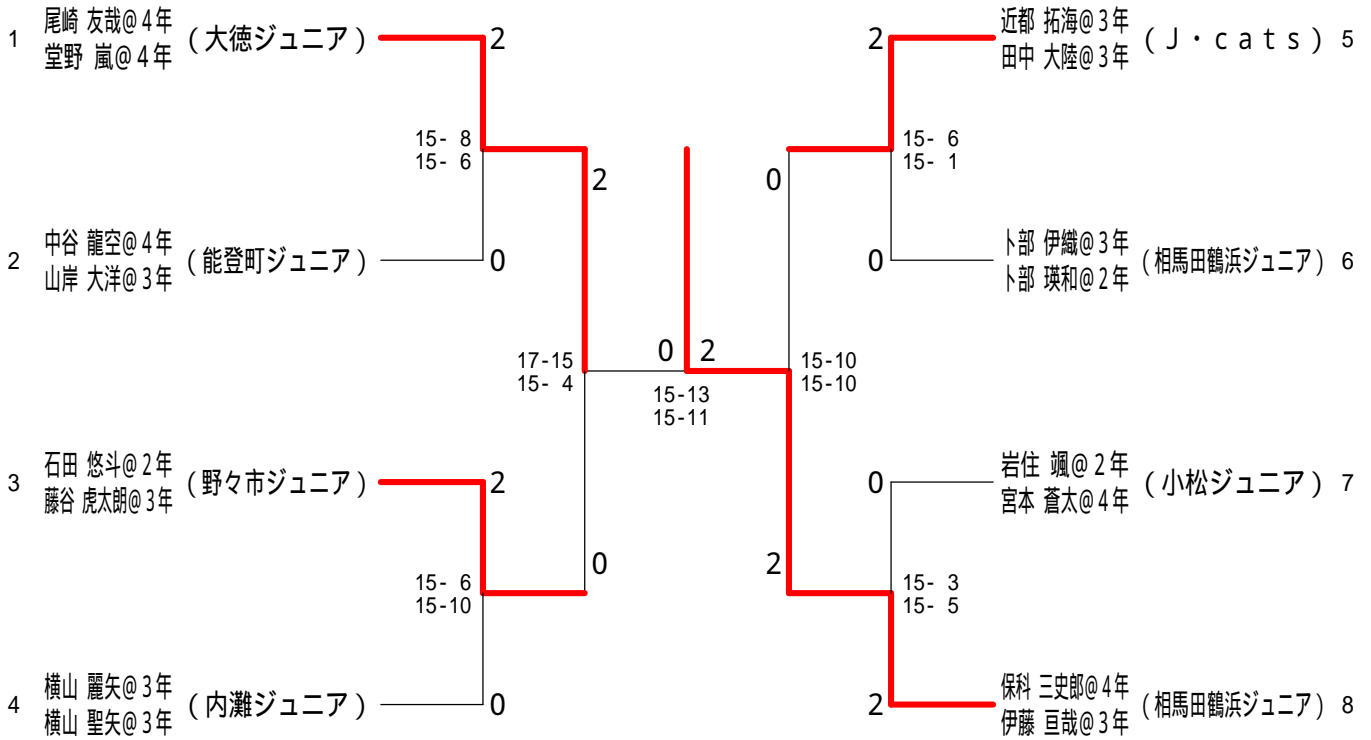 1 尾崎 友哉@4年 (大徳ジュニア) 2
堂野 嵐@4年
15- 8
15- 6
2
2 中谷 龍空@4年 (能登町ジュニア) 0
山岸 大洋@3年
17-15
15- 4
3 石田 悠斗@2年 (野々市ジュニア) 2
藤谷 虎太朗@3年
15- 6
15-10
0
4 横山 麗矢@3年 (内灘ジュニア) 0
横山 聖矢@3年
0 2
15-13
15-11
2 近都 拓海@3年 (J・cats) 5
田中 大陸@3年
15- 6
15- 1
0
0 卜部 伊織@3年 (相馬田鶴浜ジュニア) 6
卜部 瑛和@2年
15-10
15-10
0 岩住 颯@2年 (小松ジュニア) 7
宮本 蒼太@4年
15- 3
15- 5
2
2 保科 三史郎@4年 (相馬田鶴浜ジュニア) 8
伊藤 亘哉@3年